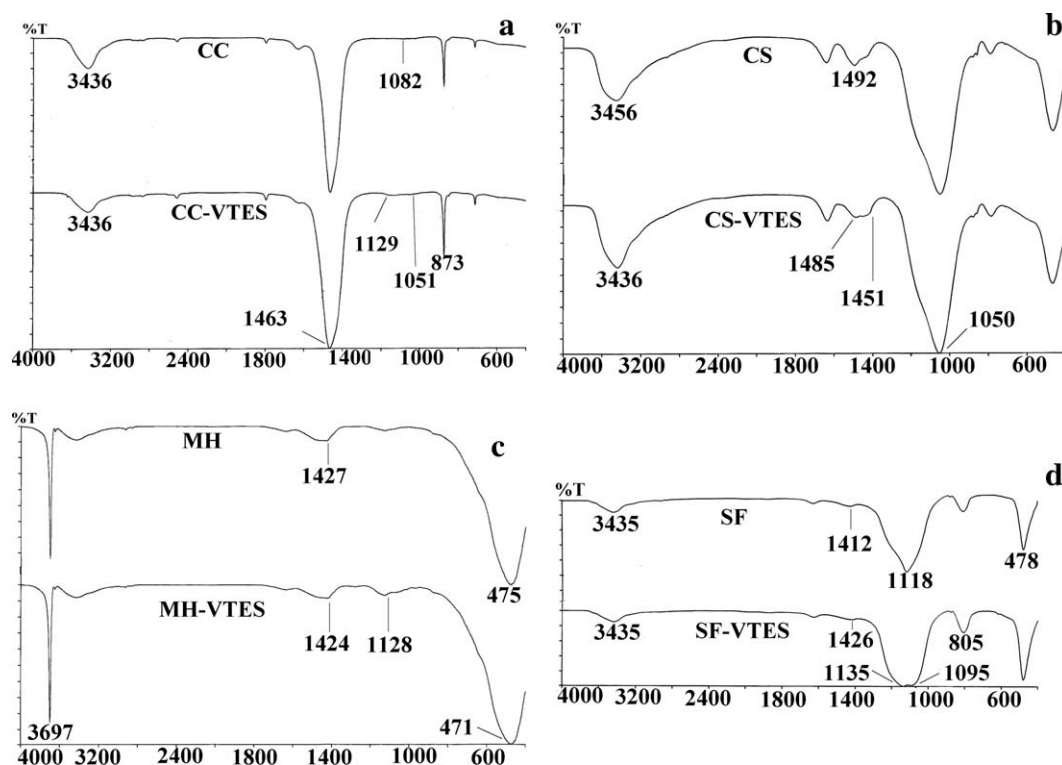 %T
a
CC
3436
1082
CC-VTES
3436
1129
1051
873
1463
4000 3200 2400 1800 1400 1000 600
b
CS
1492
3456
CS-VTES
1485
3436
1451
1050
4000 3200 2400 1800 1400 1000 600
%T
MH
c
1427
475
MH-VTES
1424
1128
3697
471
4000 3200 2400 1800 1400 1000 600
d
%T
3435
SF
1412
1118
478
3435
SF-VTES
1426
805
1135
1095
4000 3200 2400 1800 1400 1000 600